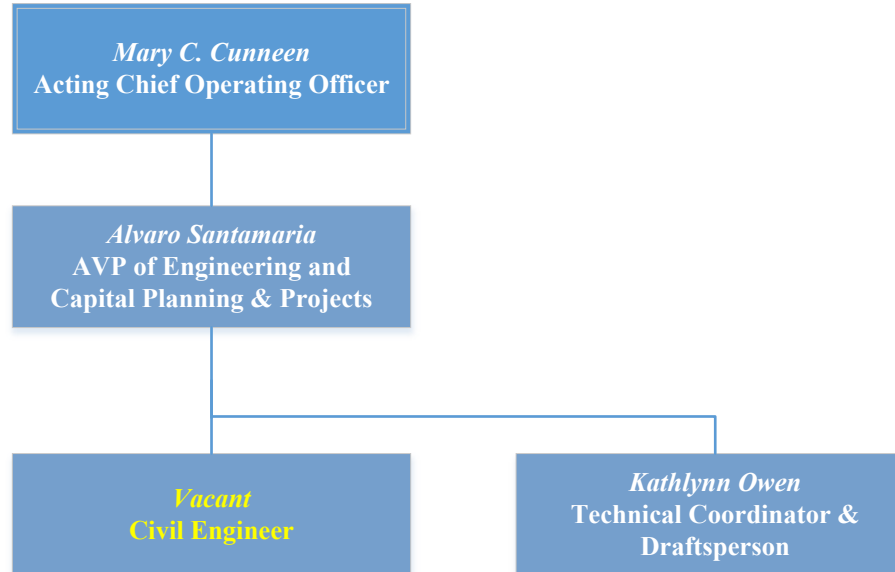 Mary C. Cunneen
Acting Chief Operating Officer
Alvaro Santamaria
AVP of Engineering and
Capital Planning & Projects
Vacant
Civil Engineer
Kathlynn Owen
Technical Coordinator &
Draftsperson